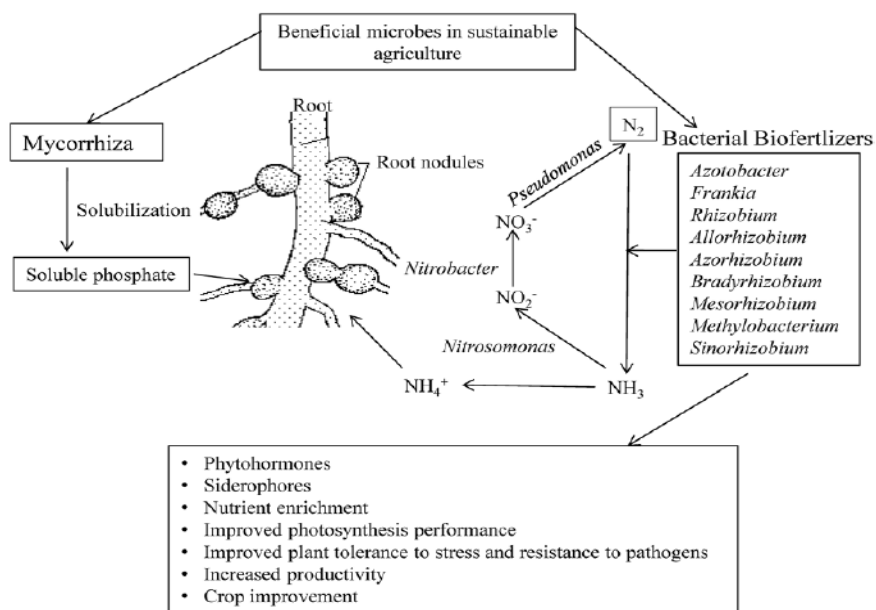 Beneficial microbes in sustainable
agriculture
Root
N₂
Mycorrhiza
Bacterial Biofertlizers
Root nodules
Pseudomonas
Azotobacter
Frankia
Rhizobium
Allorhizobium
Azorhizobium
Bradyrhizobium
Mesorhizobium
Methylobacterium
Sinorhizobium
Solubilization
NO₃⁻
Soluble phosphate
Nitrobacter
NO₂⁻
Nitrosomonas
NH₄⁺
NH₃
• Phytohormones
• Siderophores
• Nutrient enrichment
• Improved photosynthesis performance
• Improved plant tolerance to stress and resistance to pathogens
• Increased productivity
• Crop improvement